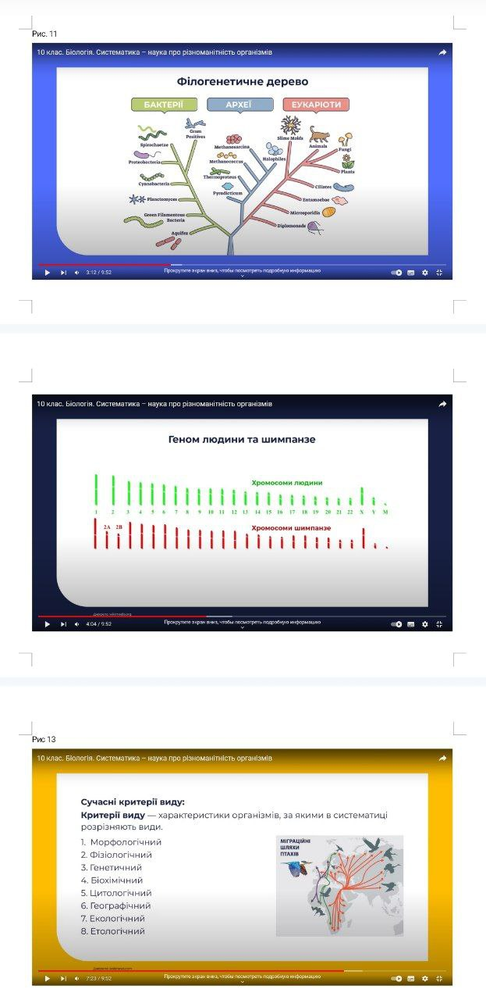 Рис. 11
10 клас. Біологія. Систематика – наука про різноманітність організмів
Філогенетичне дерево
БАКТЕРІЇ
АРХЕЇ
ЕУКАРІОТИ
Spirochaetae
Gram
Positives
Proteobacteria
Cyanobacteria
Planctomyces
Green Filamentous
Bacteria
Aquifex
Methanosarcina
Methanococcus
Halophiles
Thermoproteus
Pyrodicticum
Slime Molds
Animals
Fungi
Plants
Ciliates
Entamoebae
Microsporidia
Diplomonads
3:12 / 9:52
Прокрутите экран вниз, чтобы посмотреть подробную информацию
10 клас. Біологія. Систематика – наука про різноманітність організмів
Геном людини та шимпанзе
Хромосоми людини
1 2 3 4 5 6 7 8 9 10 11 12 13 14 15 16 17 18 19 20 21 22 X Y M
2A 2B
Хромосоми шимпанзе
Джерело: wikimedia.org
4:04 / 9:52
Прокрутите экран вниз, чтобы посмотреть подробную информацию
Рис 13
10 клас. Біологія. Систематика – наука про різноманітність організмів
Сучасні критерії виду:
Критерії виду — характеристики організмів, за якими в систематиці
розрізняють види.
1. Морфологічний
2. Фізіологічний
3. Генетичний
4. Біохімічний
5. Цитологічний
6. Географічний
7. Екологічний
8. Етологічний
МІГРАЦІЙНІ
ШЛЯХИ
ПТАХІВ
7:23 / 9:52
Прокрутите экран вниз, чтобы посмотреть подробную информацию